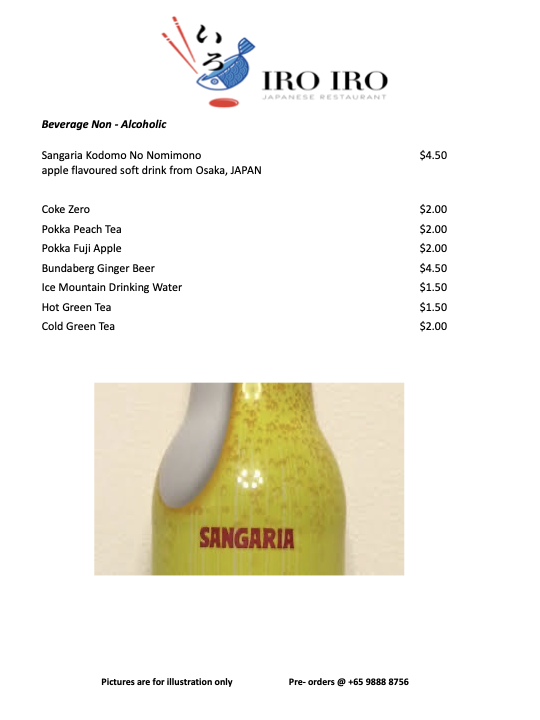 いろ
IRO IRO
JAPANESE RESTAURANT
Beverage Non - Alcoholic
Sangaria Kodomo No Nomimono $4.50
apple flavoured soft drink from Osaka, JAPAN
Coke Zero $2.00
Pokka Peach Tea $2.00
Pokka Fuji Apple $2.00
Bundaberg Ginger Beer $4.50
Ice Mountain Drinking Water $1.50
Hot Green Tea $1.50
Cold Green Tea $2.00
SANGARIA
Pictures are for illustration only Pre- orders @ +65 9888 8756